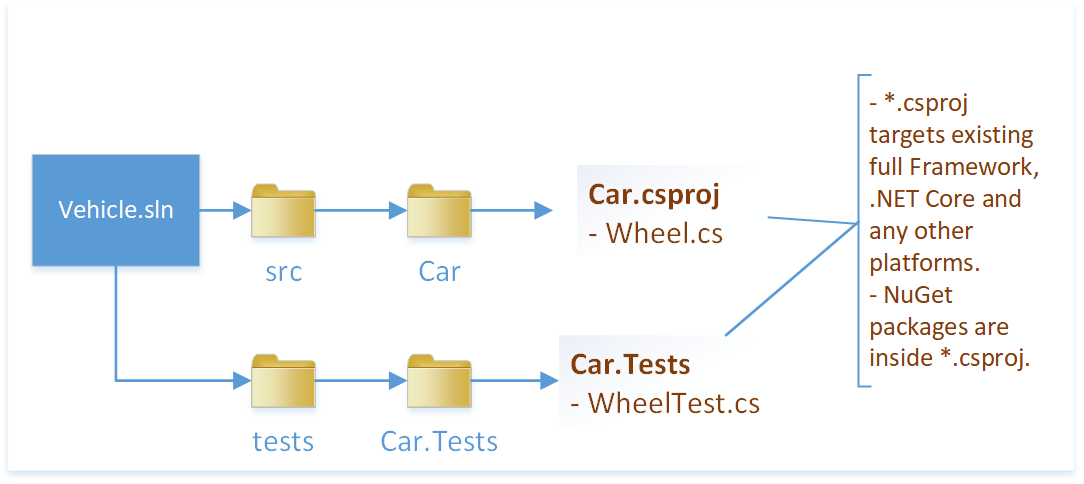 Vehicle.sln
src
Car
Car.csproj
- Wheel.cs
tests
Car.Tests
Car.Tests
- WheelTest.cs
- *.csproj
targets existing
full Framework,
.NET Core and
any other
platforms.
- NuGet
packages are
inside *.csproj.